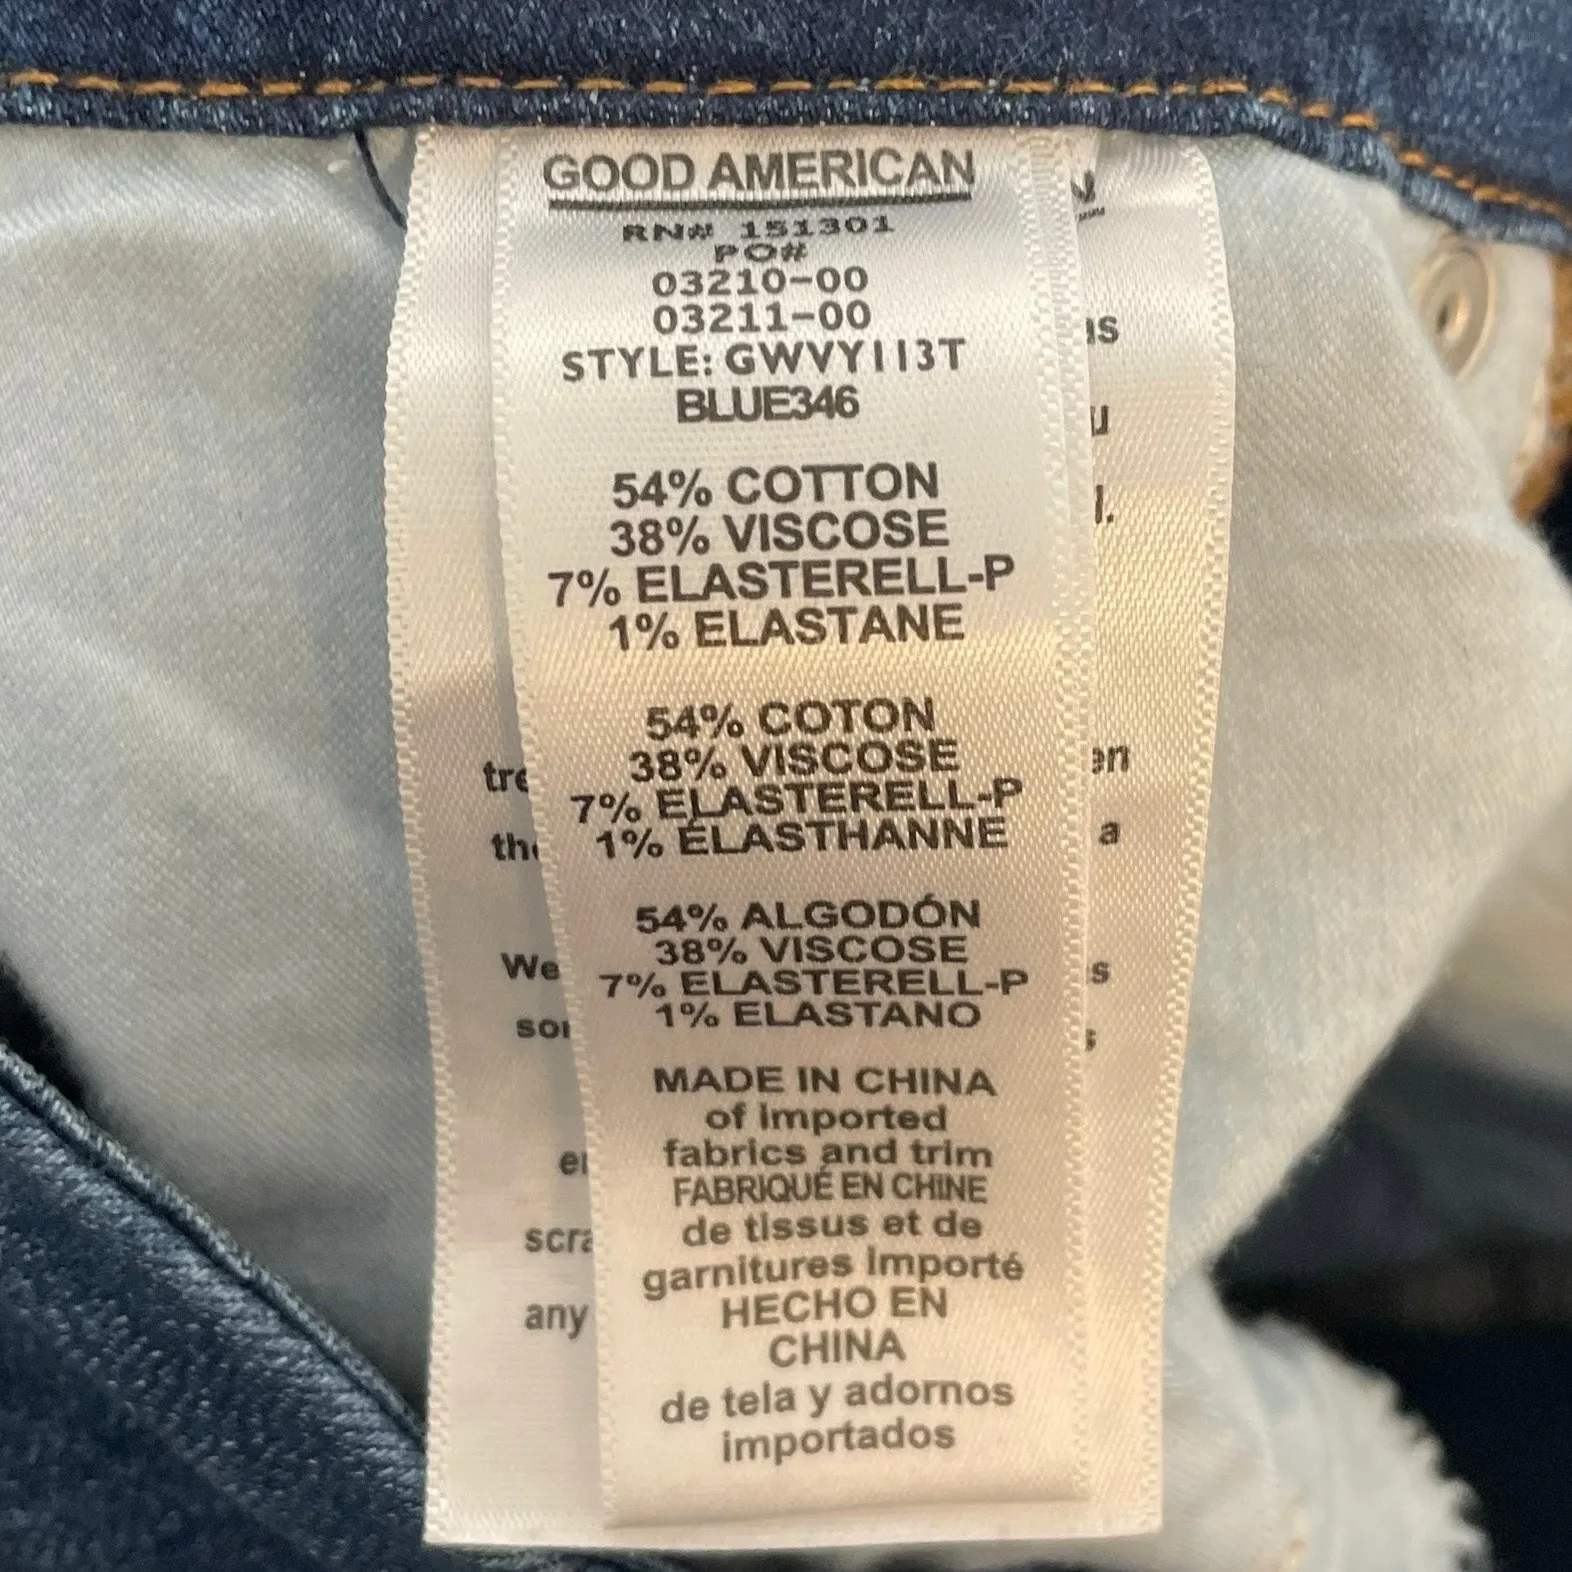 GOOD AMERICAN
RN# 151301
PO#
03210-00
03211-00
STYLE: GWVY113T
BLUE346
54% COTTON
38% VISCOSE
7% ELASTERELL-P
1% ELASTANE
54% COTON
38% VISCOSE
7% ELASTERELL-P
1% ÉLASTHANNE
54% ALGODÓN
38% VISCOSE
7% ELASTERELL-P
1% ELASTANO
MADE IN CHINA
of Imported
fabrics and trim
FABRIQUÉ EN CHINE
de tissus et de
garnitures Importé
HECHO EN
CHINA
de tela y adornos
importados
We
any
a